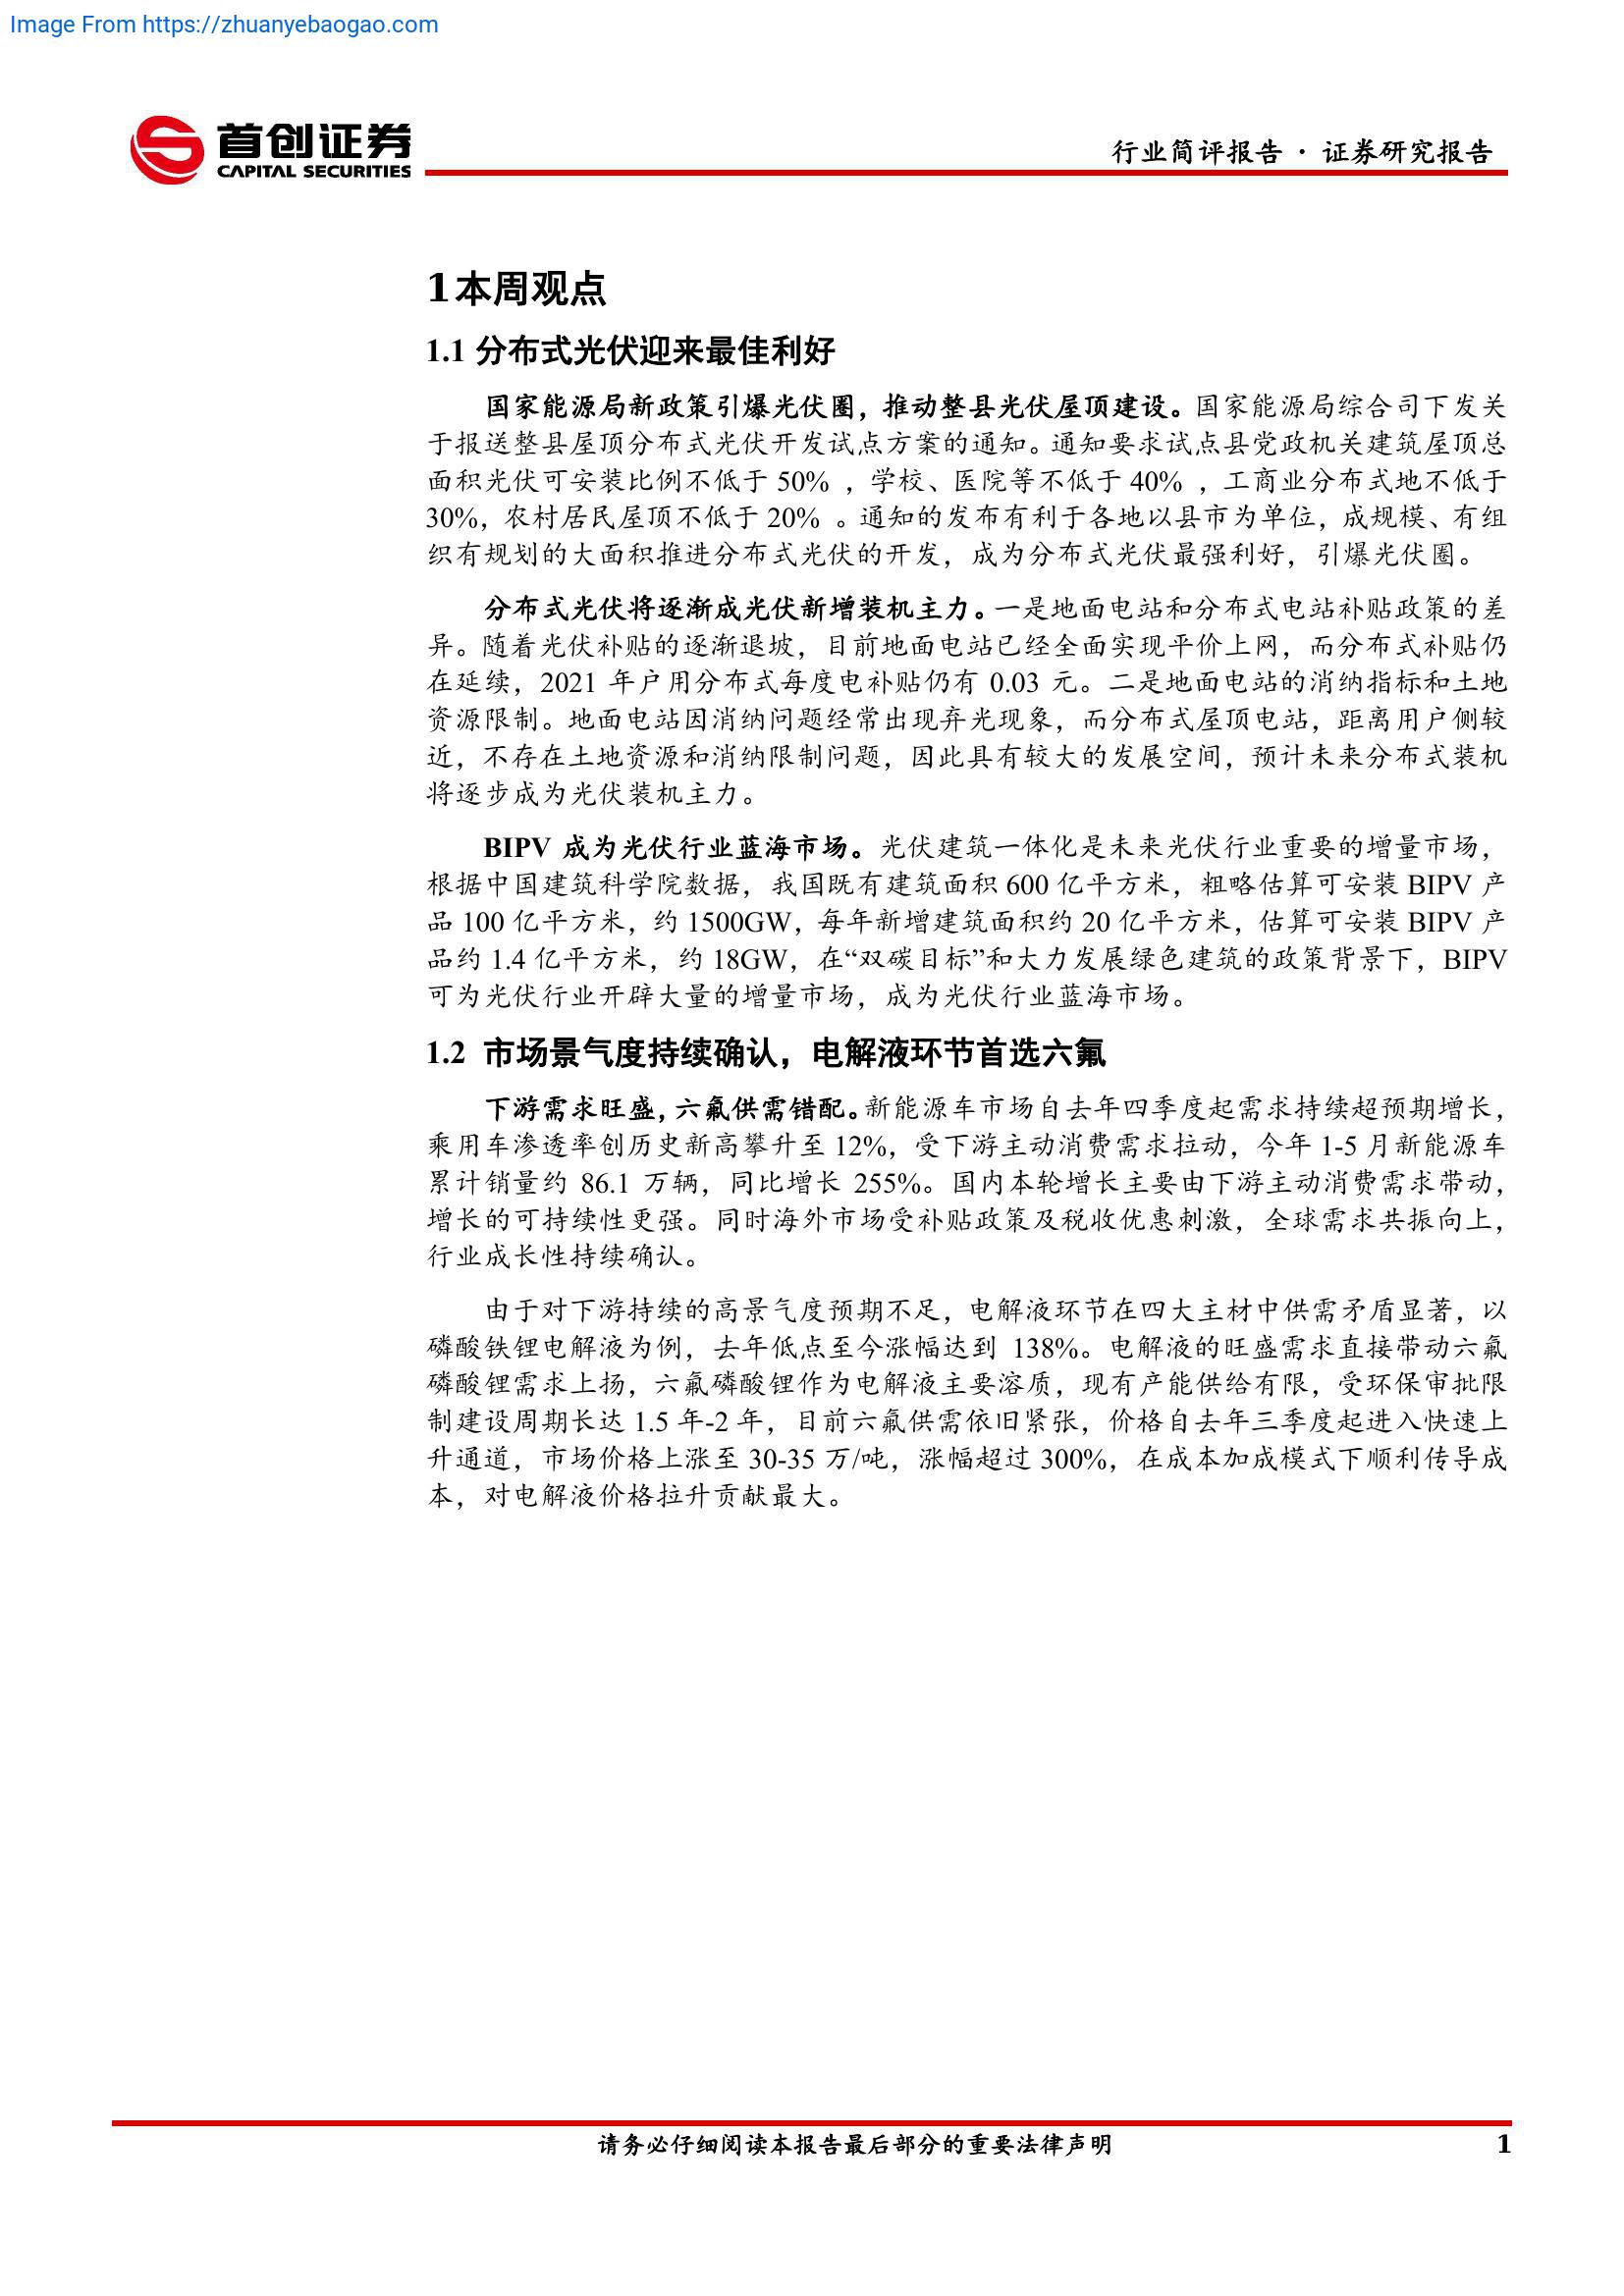 Image From https://zhuanyebaogao.com
首创证券
CAPITAL SECURITIES
行业简评报告 · 证券研究报告
1本周观点
1.1 分布式光伏迎来最佳利好
国家能源局新政策引爆光伏圈，推动整县光伏屋顶建设。国家能源局综合司下发关
于报送整县屋顶分布式光伏开发试点方案的通知。通知要求试点县党政机关建筑屋顶总
面积光伏可安装比例不低于 50% ，学校、医院等不低于 40% ，工商业分布式地不低于
30%，农村居民屋顶不低于 20% 。通知的发布有利于各地以县市为单位，成规模、有组
织有规划的大面积推进分布式光伏的开发，成为分布式光伏最强利好，引爆光伏圈。
分布式光伏将逐渐成光伏新增装机主力。一是地面电站和分布式电站补贴政策的差
异。随着光伏补贴的逐渐退坡，目前地面电站已经全面实现平价上网，而分布式补贴仍
在延续，2021 年户用分布式每度电补贴仍有 0.03 元。二是地面电站的消纳指标和土地
资源限制。地面电站因消纳问题经常出现弃光现象，而分布式屋顶电站，距离用户侧较
近，不存在土地资源和消纳限制问题，因此具有较大的发展空间，预计未来分布式装机
将逐步成为光伏装机主力。
BIPV 成为光伏行业蓝海市场。光伏建筑一体化是未来光伏行业重要的增量市场，
根据中国建筑科学院数据，我国既有建筑面积 600 亿平方米，粗略估算可安装 BIPV 产
品 100 亿平方米，约 1500GW，每年新增建筑面积约 20 亿平方米，估算可安装 BIPV 产
品约 1.4 亿平方米，约 18GW，在“双碳目标”和大力发展绿色建筑的政策背景下，BIPV
可为光伏行业开辟大量的增量市场，成为光伏行业蓝海市场。
1.2 市场景气度持续确认，电解液环节首选六氟
下游需求旺盛，六氟供需错配。新能源车市场自去年四季度起需求持续超预期增长，
乘用车渗透率创历史新高攀升至 12%，受下游主动消费需求拉动，今年 1-5 月新能源车
累计销量约 86.1 万辆，同比增长 255%。国内本轮增长主要由下游主动消费需求带动，
增长的可持续性更强。同时海外市场受补贴政策及税收优惠刺激，全球需求共振向上，
行业成长性持续确认。
由于对下游持续的高景气度预期不足，电解液环节在四大主材中供需矛盾显著，以
磷酸铁锂电解液为例，去年低点至今涨幅达到 138%。电解液的旺盛需求直接带动六氟
磷酸锂需求上扬，六氟磷酸锂作为电解液主要溶质，现有产能供给有限，受环保审批限
制建设周期长达 1.5 年-2 年，目前六氟供需依旧紧张，价格自去年三季度起进入快速上
升通道，市场价格上涨至 30-35 万/吨，涨幅超过 300%，在成本加成模式下顺利传导成
本，对电解液价格拉升贡献最大。
请务必仔细阅读本报告最后部分的重要法律声明
1